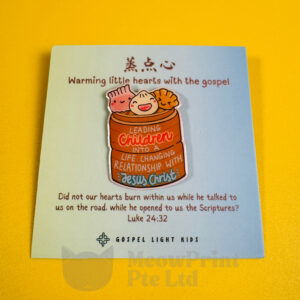 蒸点心
Warming little hearts with the gospel
LEADING
Children
INTO A
LIFE CHANGING
RELATIONSHIP WITH
Jesus Christ
Did not our hearts burn within us while he talked to
us on the road, while he opened to us the Scriptures?
Luke 24:32
GOSPEL LIGHT KIDS
MeowPrint
Pte Ltd